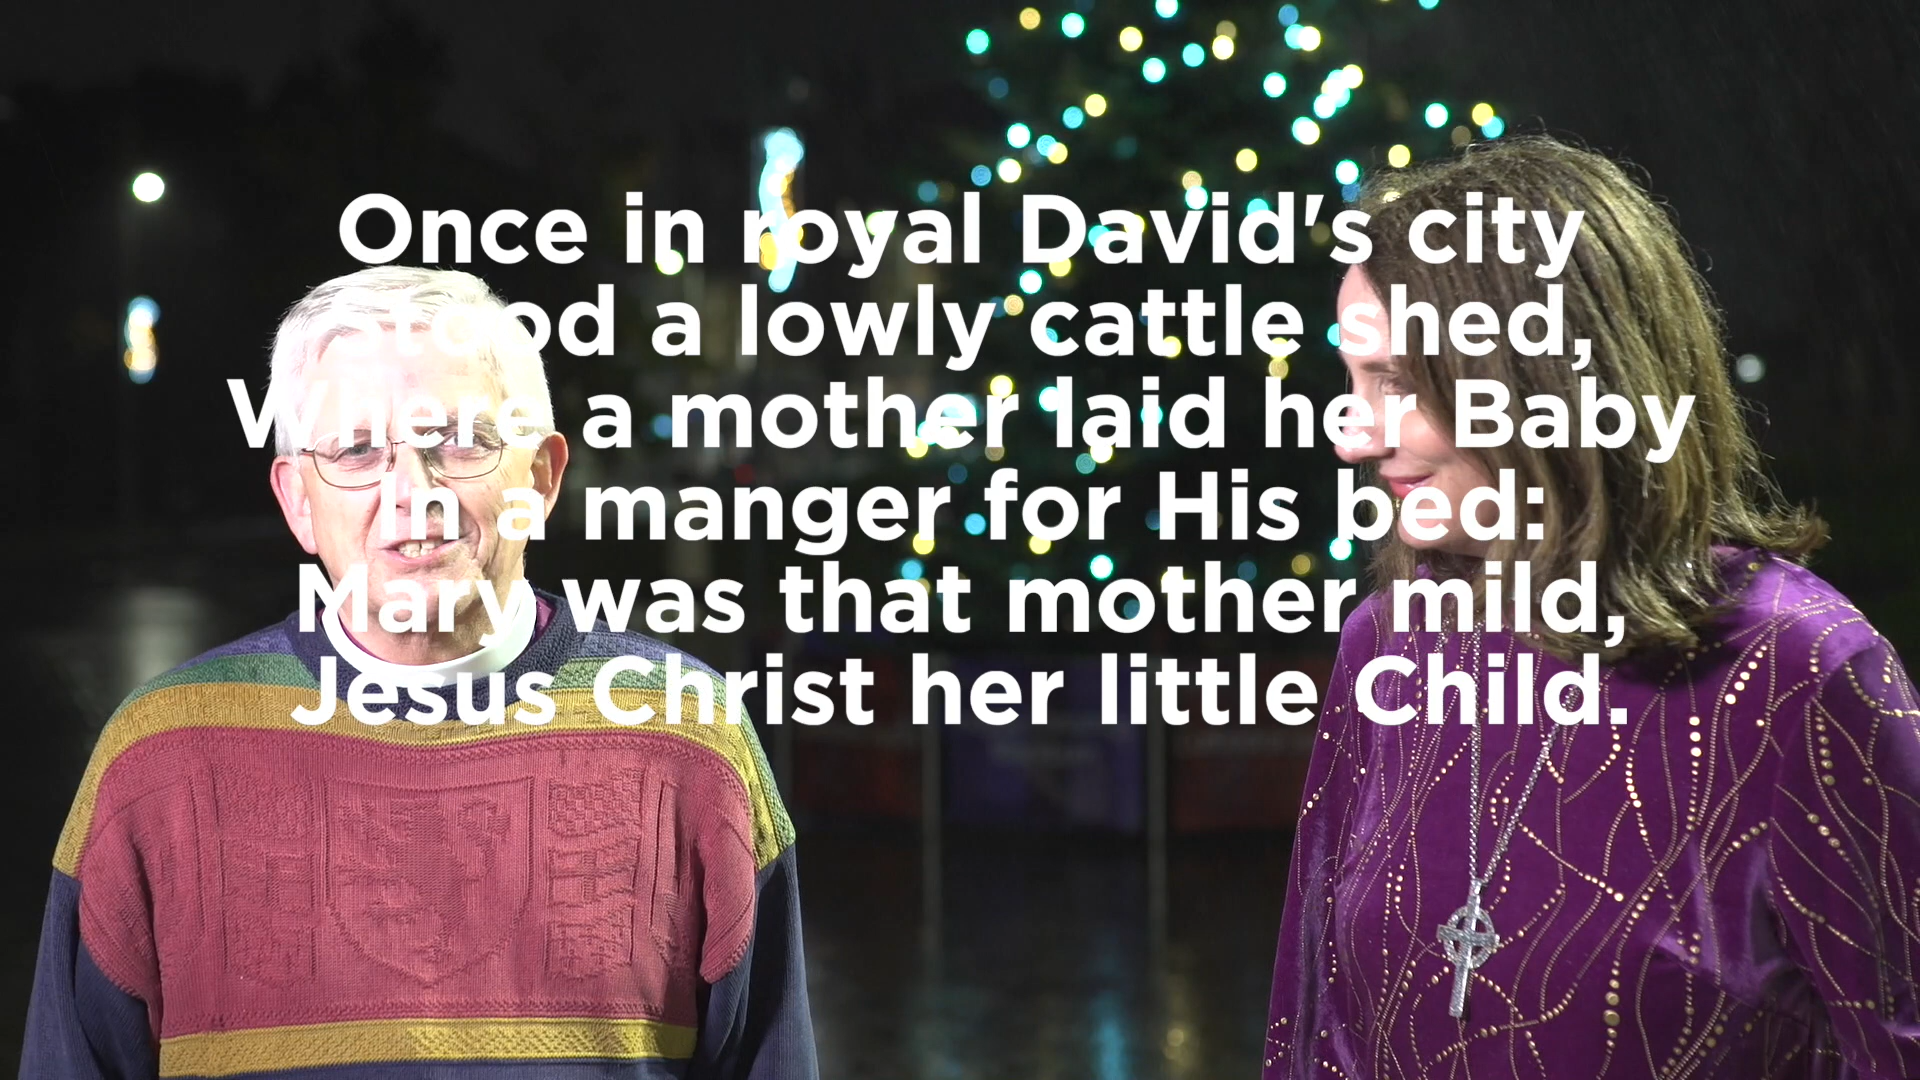 Once in royal David's city
Stood a lowly cattle shed,
Where a mother laid her Baby
In a manger for His bed:
Mary was that mother mild,
Jesus Christ her little Child.